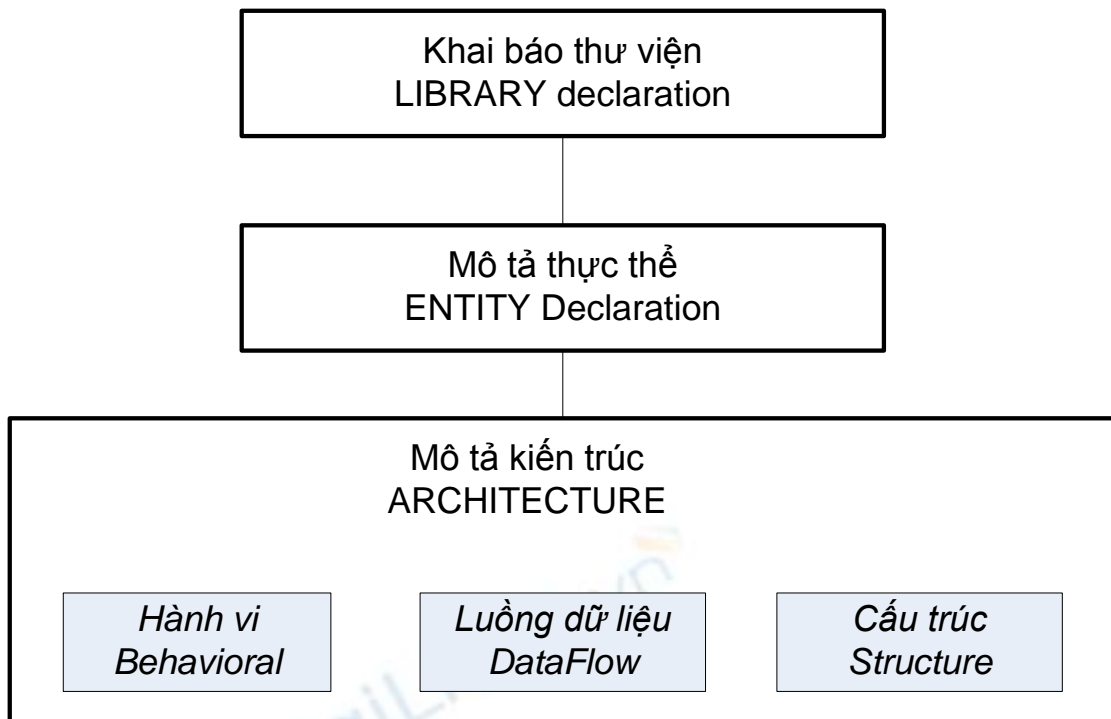 Khai báo thư viện
LIBRARY declaration
Mô tả thực thể
ENTITY Declaration
Mô tả kiến trúc
ARCHITECTURE
Hành vi
Behavioral
Luồng dữ liệu
DataFlow
Cấu trúc
Structure